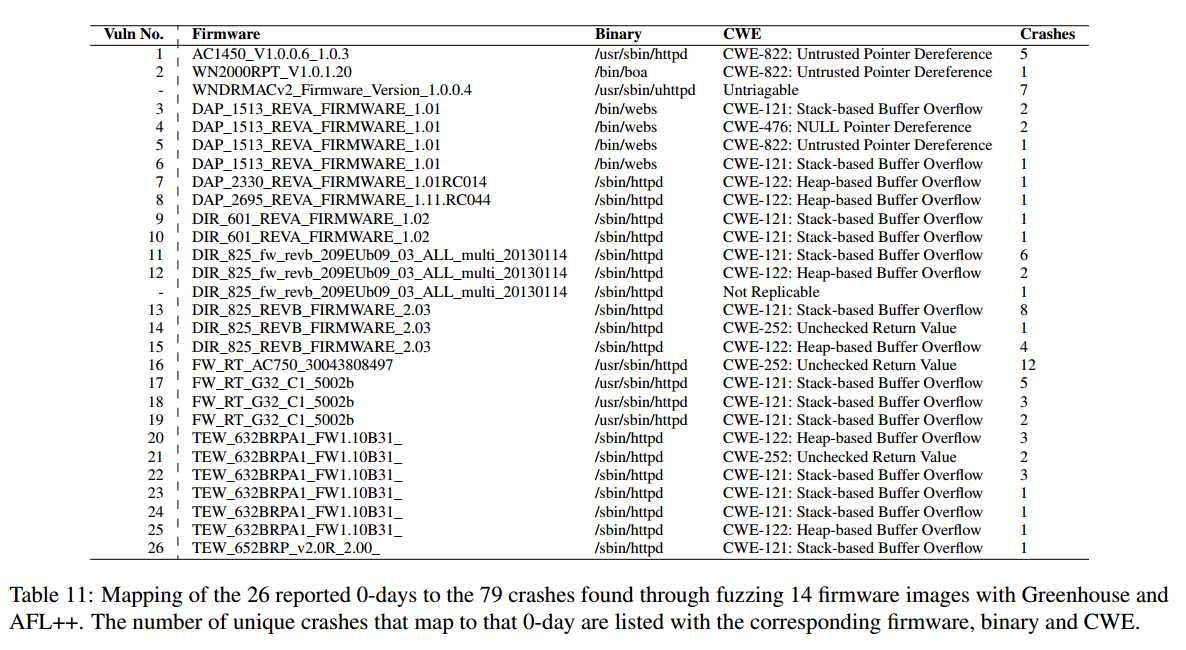 Vuln No. Firmware Binary CWE Crashes
1 AC1450_V1.0.0.6_1.0.3 /usr/sbin/httpd CWE-822: Untrusted Pointer Dereference 5
2 WN2000RPT_V1.0.1.20 /bin/boa CWE-822: Untrusted Pointer Dereference 1
- WNDRMACv2_Firmware_Version_1.0.0.4 /usr/sbin/uhttpd Untriagable 7
3 DAP_1513_REVA_FIRMWARE_1.01 /bin/webs CWE-121: Stack-based Buffer Overflow 2
4 DAP_1513_REVA_FIRMWARE_1.01 /bin/webs CWE-476: NULL Pointer Dereference 2
5 DAP_1513_REVA_FIRMWARE_1.01 /bin/webs CWE-822: Untrusted Pointer Dereference 1
6 DAP_1513_REVA_FIRMWARE_1.01 /bin/webs CWE-121: Stack-based Buffer Overflow 1
7 DAP_2330_REVA_FIRMWARE_1.01RC014 /sbin/httpd CWE-122: Heap-based Buffer Overflow 1
8 DAP_2695_REVA_FIRMWARE_1.11.RC044 /sbin/httpd CWE-122: Heap-based Buffer Overflow 1
9 DIR_601_REVA_FIRMWARE_1.02 /sbin/httpd CWE-121: Stack-based Buffer Overflow 1
10 DIR_601_REVA_FIRMWARE_1.02 /sbin/httpd CWE-121: Stack-based Buffer Overflow 1
11 DIR_825_fw_revb_209EUb09_03_ALL_multi_20130114 /sbin/httpd CWE-121: Stack-based Buffer Overflow 6
12 DIR_825_fw_revb_209EUb09_03_ALL_multi_20130114 /sbin/httpd CWE-122: Heap-based Buffer Overflow 2
- DIR_825_fw_revb_209EUb09_03_ALL_multi_20130114 /sbin/httpd Not Replicable 1
13 DIR_825_REVB_FIRMWARE_2.03 /sbin/httpd CWE-121: Stack-based Buffer Overflow 8
14 DIR_825_REVB_FIRMWARE_2.03 /sbin/httpd CWE-252: Unchecked Return Value 1
15 DIR_825_REVB_FIRMWARE_2.03 /sbin/httpd CWE-122: Heap-based Buffer Overflow 4
16 FW_RT_AC750_30043808497 /usr/sbin/httpd CWE-252: Unchecked Return Value 12
17 FW_RT_G32_C1_5002b /usr/sbin/httpd CWE-121: Stack-based Buffer Overflow 5
18 FW_RT_G32_C1_5002b /usr/sbin/httpd CWE-121: Stack-based Buffer Overflow 3
19 FW_RT_G32_C1_5002b /usr/sbin/httpd CWE-121: Stack-based Buffer Overflow 2
20 TEW_632BRPA1_FW1.10B31_ /sbin/httpd CWE-122: Heap-based Buffer Overflow 3
21 TEW_632BRPA1_FW1.10B31_ /sbin/httpd CWE-252: Unchecked Return Value 2
22 TEW_632BRPA1_FW1.10B31_ /sbin/httpd CWE-121: Stack-based Buffer Overflow 3
23 TEW_632BRPA1_FW1.10B31_ /sbin/httpd CWE-121: Stack-based Buffer Overflow 1
24 TEW_632BRPA1_FW1.10B31_ /sbin/httpd CWE-121: Stack-based Buffer Overflow 1
25 TEW_632BRPA1_FW1.10B31_ /sbin/httpd CWE-122: Heap-based Buffer Overflow 1
26 TEW_652BRP_v2.0R_2.00_ /sbin/httpd CWE-121: Stack-based Buffer Overflow 1
Table 11: Mapping of the 26 reported 0-days to the 79 crashes found through fuzzing 14 firmware images with Greenhouse and
AFL++. The number of unique crashes that map to that 0-day are listed with the corresponding firmware, binary and CWE.